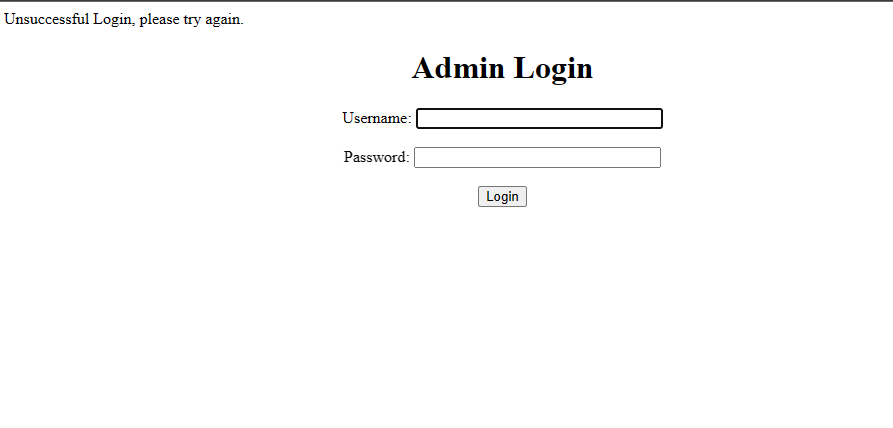 Unsuccessful Login, please try again.
Admin Login
Username:
Password:
Login